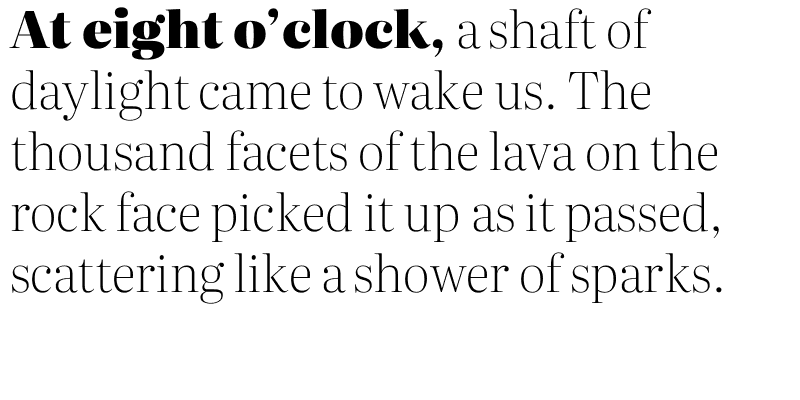 At eight o’clock, a shaft of
daylight came to wake us. The
thousand facets of the lava on the
rock face picked it up as it passed,
scattering like a shower of sparks.